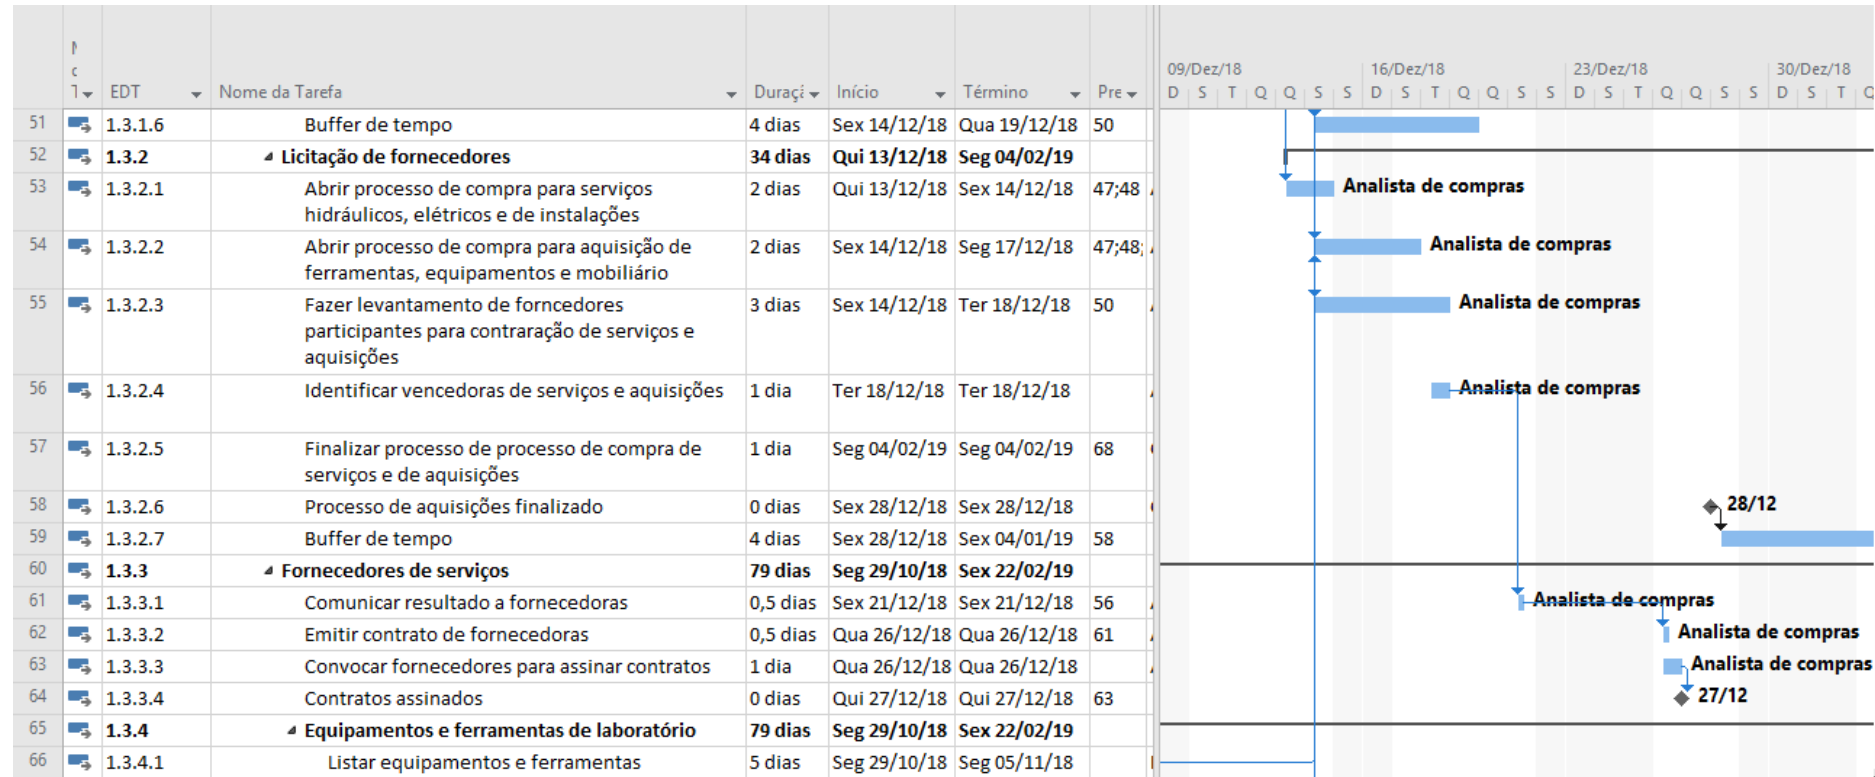 09/Dez/18 16/Dez/18 23/Dez/18 30/Dez/18
EDT Nome da Tarefa Duraçã Início Término Pre D S T Q Q S S D S T Q Q S S D S T Q Q S S D S T Q
51 1.3.1.6 Buffer de tempo 4 dias Sex 14/12/18 Qua 19/12/18 50
52 1.3.2 Licitação de fornecedores 34 dias Qui 13/12/18 Seg 04/02/19
53 1.3.2.1 Abrir processo de compra para serviços 2 dias Qui 13/12/18 Sex 14/12/18 47;48 Analista de compras
hidráulicos, elétricos e de instalações
54 1.3.2.2 Abrir processo de compra para aquisição de 2 dias Sex 14/12/18 Seg 17/12/18 47;48; Analista de compras
ferramentas, equipamentos e mobiliário
55 1.3.2.3 Fazer levantamento de forncedores 3 dias Sex 14/12/18 Ter 18/12/18 50 Analista de compras
participantes para contraração de serviços e
aquisições
56 1.3.2.4 Identificar vencedoras de serviços e aquisições 1 dia Ter 18/12/18 Ter 18/12/18 Analista de compras
57 1.3.2.5 Finalizar processo de processo de compra de 1 dia Seg 04/02/19 Seg 04/02/19 68
serviços e de aquisições
58 1.3.2.6 Processo de aquisições finalizado 0 dias Sex 28/12/18 Sex 28/12/18 28/12
59 1.3.2.7 Buffer de tempo 4 dias Sex 28/12/18 Sex 04/01/19 58
60 1.3.3 Fornecedores de serviços 79 dias Seg 29/10/18 Sex 22/02/19
61 1.3.3.1 Comunicar resultado a fornecedoras 0,5 dias Sex 21/12/18 Sex 21/12/18 56 Analista de compras
62 1.3.3.2 Emitir contrato de fornecedoras 0,5 dias Qua 26/12/18 Qua 26/12/18 61 Analista de compras
63 1.3.3.3 Convocar fornecedores para assinar contratos 1 dia Qua 26/12/18 Qua 26/12/18 Analista de compras
64 1.3.3.4 Contratos assinados 0 dias Qui 27/12/18 Qui 27/12/18 63 27/12
65 1.3.4 Equipamentos e ferramentas de laboratório 79 dias Seg 29/10/18 Sex 22/02/19
66 1.3.4.1 Listar equipamentos e ferramentas 5 dias Seg 29/10/18 Seg 05/11/18